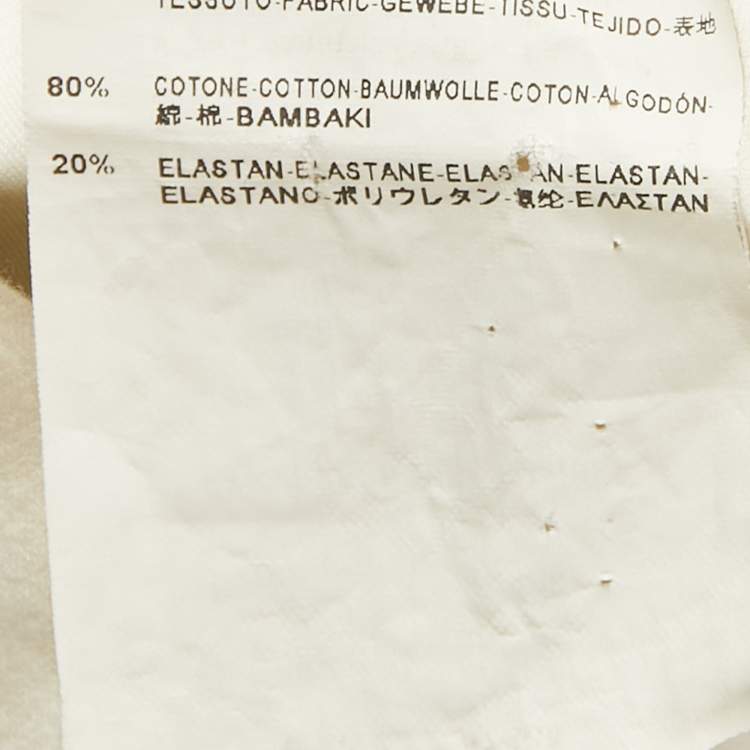 TESSUTO-FABRIC-GEWEBE-TISSU-TEJIDO-表地
80% COTONE-COTTON-BAUMWOLLE-COTON-ALGODÓN-
綿-棉-BAMBAKI
20% ELASTAN-ELASTANE-ELASTAN-ELASTAN-
ELASTANO-ポリウレタン-氨纶-ΕΛΑΣΤΑΝ